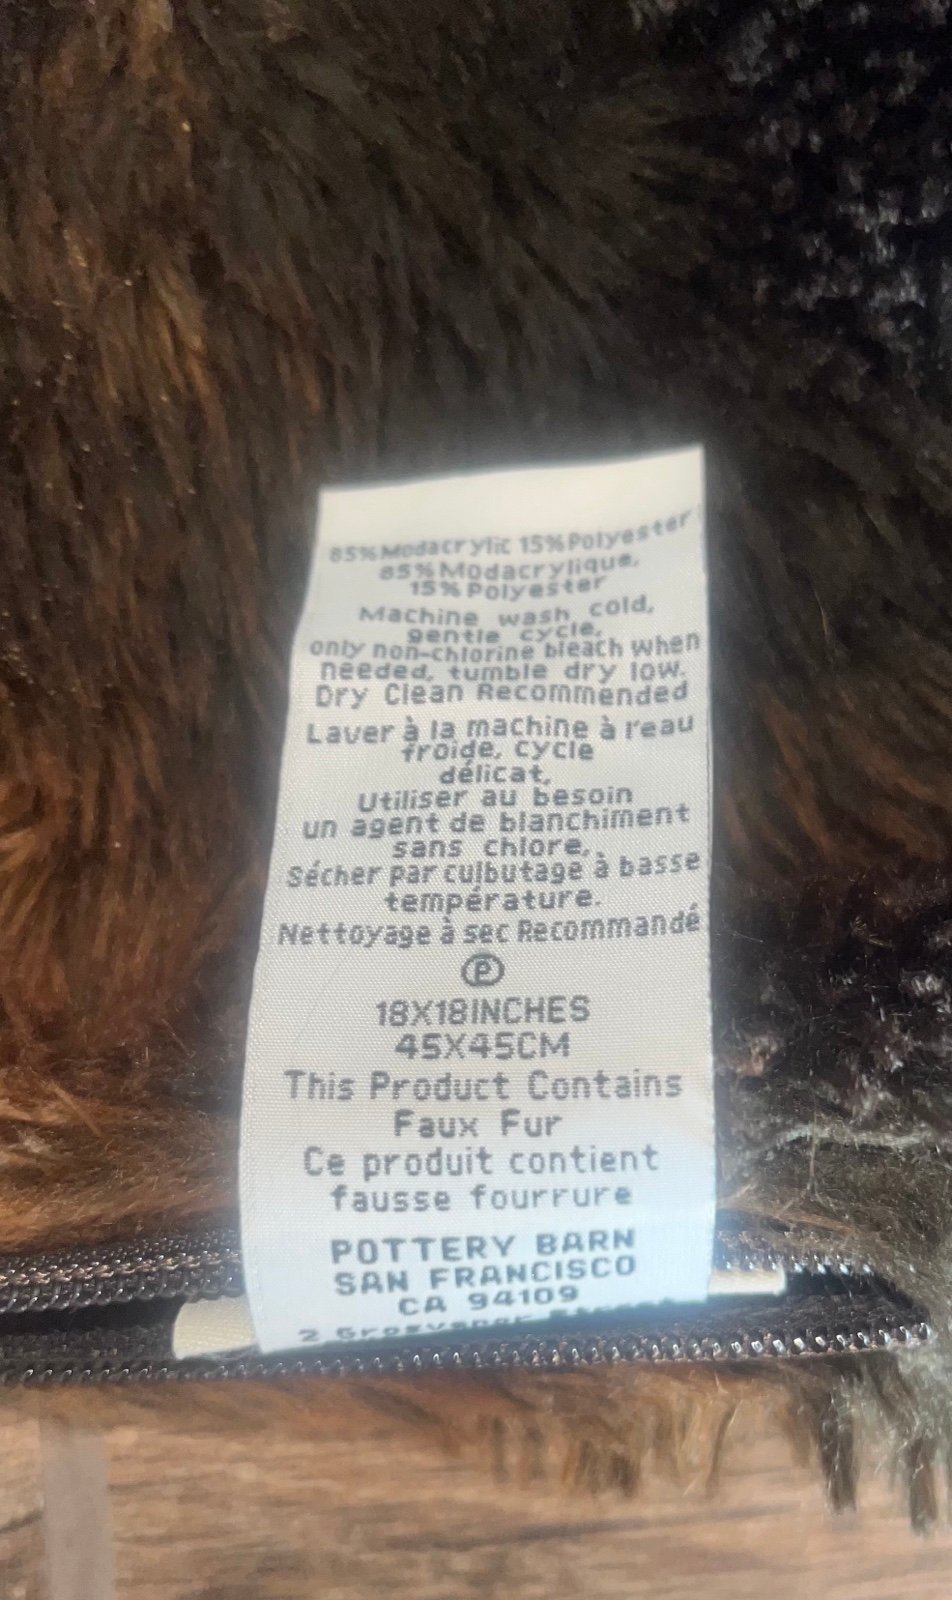 85% Modacrylic 15% Polyester
85% Modacrylique,
15% Polyester
Machine wash cold,
gentle cycle,
only non-chlorine bleach when
needed, tumble dry low.
Dry Clean Recommended
Laver à la machine à l'eau
froide, cycle
délicat,
Utiliser au besoin
un agent de blanchiment
sans chlore,
Sécher par culbutage à basse
température.
Nettoyage à sec Recommandé
P
18X18INCHES
45X45CM
This Product Contains
Faux Fur
Ce produit contient
fausse fourrure
POTTERY BARN
SAN FRANCISCO
CA 94109
2 Grosvenor Street